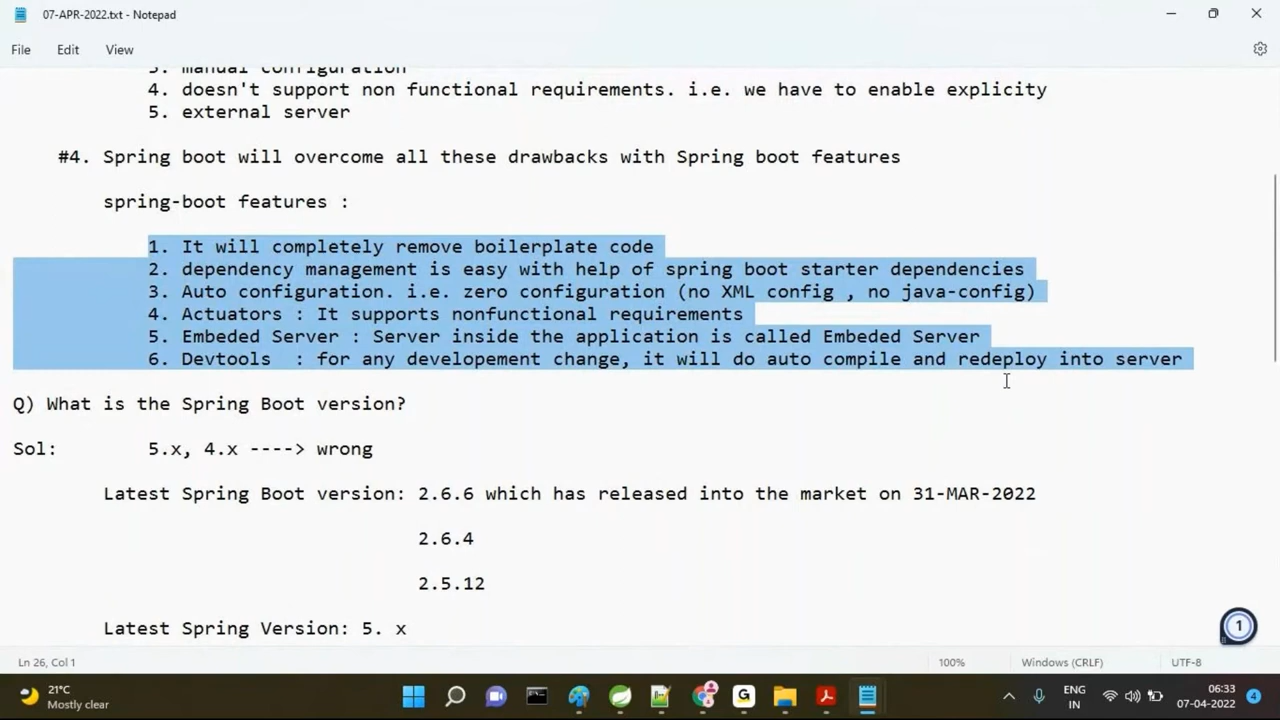 07-APR-2022.txt - Notepad
File Edit View
3. manual configuration
4. doesn't support non functional requirements. i.e. we have to enable explicity
5. external server
#4. Spring boot will overcome all these drawbacks with Spring boot features
spring-boot features :
1. It will completely remove boilerplate code
2. dependency management is easy with help of spring boot starter dependencies
3. Auto configuration. i.e. zero configuration (no XML config , no java-config)
4. Actuators : It supports nonfunctional requirements
5. Embeded Server : Server inside the application is called Embeded Server
6. Devtools : for any developement change, it will do auto compile and redeploy into server
Q) What is the Spring Boot version?
Sol: 5.x, 4.x ----> wrong
Latest Spring Boot version: 2.6.6 which has released into the market on 31-MAR-2022
2.6.4
2.5.12
Latest Spring Version: 5. x
1
Ln 26, Col 1 100% Windows (CRLF) UTF-8
21°C
Mostly clear
ENG
IN
06:33
07-04-2022
4